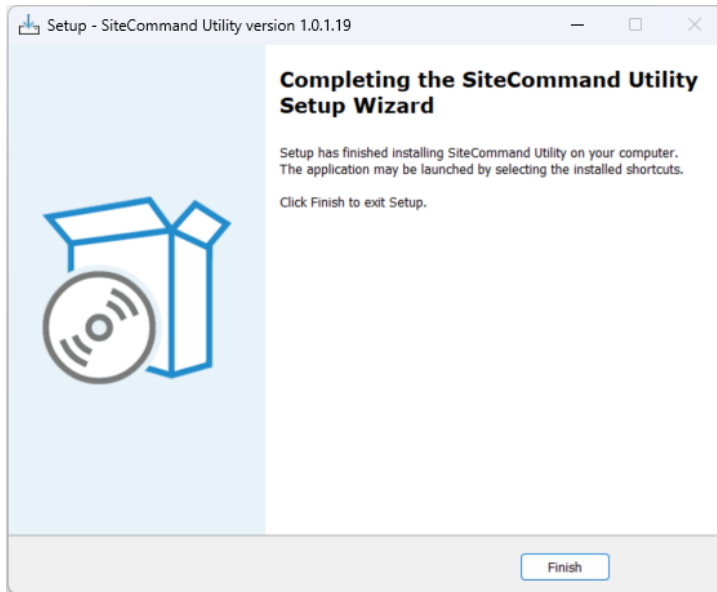 Setup - SiteCommand Utility version 1.0.1.19
Completing the SiteCommand Utility
Setup Wizard
Setup has finished installing SiteCommand Utility on your computer.
The application may be launched by selecting the installed shortcuts.
Click Finish to exit Setup.
Finish